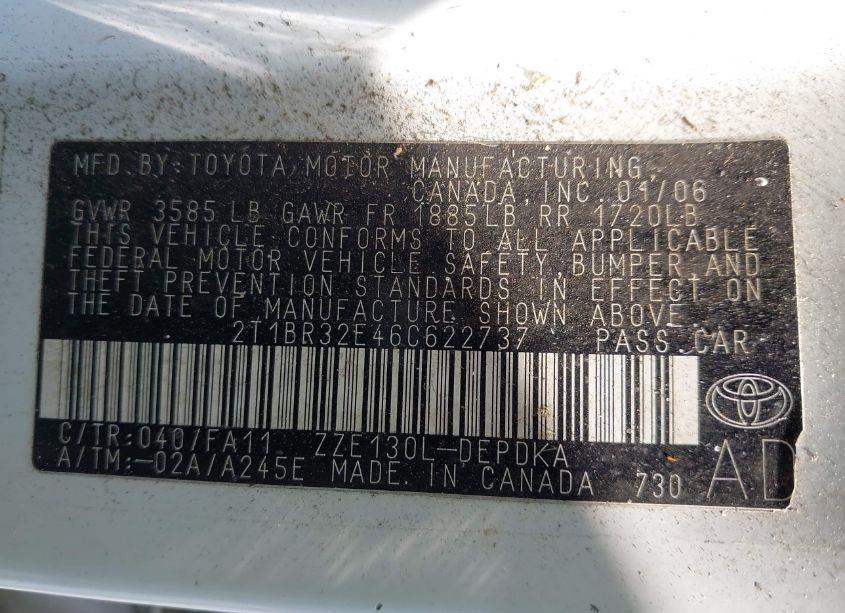 MFD. BY: TOYOTA MOTOR MANUFACTURING,
CANADA, INC. 01/06
GVWR 3585 LB GAWR FR 1885LB RR 1720LB
THIS VEHICLE CONFORMS TO ALL APPLICABLE
FEDERAL MOTOR VEHICLE SAFETY, BUMPER, AND
THEFT PREVENTION STANDARDS IN EFFECT ON
THE DATE OF MANUFACTURE SHOWN ABOVE.
2T1BR32E46C622737 PASS.CAR
C/TR: 040/FA11 ZZE130L-DEPDKA
A/TM:-02A/A245E MADE IN CANADA 730 AD